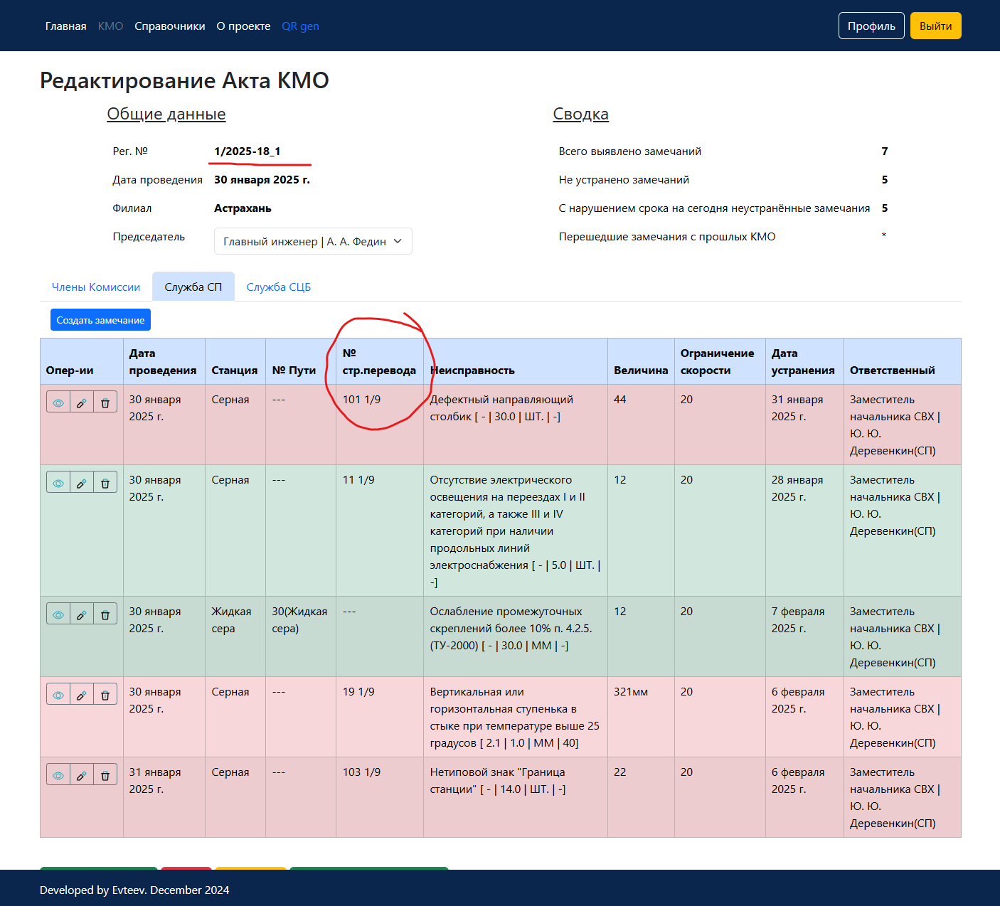 Главная КМО Справочники О проекте QR gen Профиль Выйти
Редактирование Акта КМО
Общие данные
Рег. № 1/2025-18_1
Дата проведения 30 января 2025 г.
Филиал Астрахань
Председатель Главный инженер | А. А. Федин
Сводка
Всего выявлено замечаний 7
Не устранено замечаний 5
С нарушением срока на сегодня неустранённые замечания 5
Перешедшие замечания с прошлых КМО *
Члены Комиссии Служба СП Служба СЦБ
Создать замечание
Опер-ии
Дата
проведения
Станция
№ Пути
№
стр.перевода
Неисправность
Величина
Ограничение
скорости
Дата
устранения
Ответственный
30 января
2025 г.
Серная
---
101 1/9
Дефектный направляющий
столбик [ - | 30.0 | ШТ. | -]
44
20
31 января
2025 г.
Заместитель
начальника СВХ |
Ю. Ю.
Деревенкин(СП)
30 января
2025 г.
Серная
---
11 1/9
Отсутствие электрического
освещения на переездах I и II
категорий, а также III и IV
категорий при наличии
продольных линий
электроснабжения [ - | 5.0 | ШТ. |
-]
12
20
28 января
2025 г.
Заместитель
начальника СВХ |
Ю. Ю.
Деревенкин(СП)
30 января
2025 г.
Жидкая
сера
30(Жидкая
сера)
---
Ослабление промежуточных
скреплений более 10% п. 4.2.5.
(ТУ-2000) [ - | 30.0 | ММ | -]
12
20
7 февраля
2025 г.
Заместитель
начальника СВХ |
Ю. Ю.
Деревенкин(СП)
30 января
2025 г.
Серная
---
19 1/9
Вертикальная или
горизонтальная ступенька в
стыке при температуре выше 25
градусов [ 2.1 | 1.0 | ММ | 40]
321мм
20
6 февраля
2025 г.
Заместитель
начальника СВХ |
Ю. Ю.
Деревенкин(СП)
31 января
2025 г.
Серная
---
103 1/9
Нетиповой знак "Граница
станции" [ - | 14.0 | ШТ. | -]
22
20
6 февраля
2025 г.
Заместитель
начальника СВХ |
Ю. Ю.
Деревенкин(СП)
Developed by Evteev. December 2024